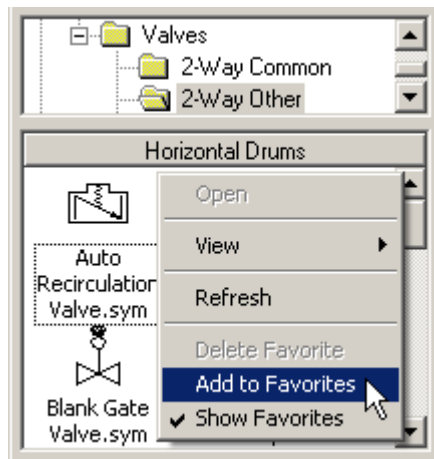 Valves
2-Way Common
2-Way Other
Horizontal Drums
Auto
Recirculation
Valve.sym
Blank Gate
Valve.sym
Open
View
Refresh
Delete Favorite
Add to Favorites
Show Favorites